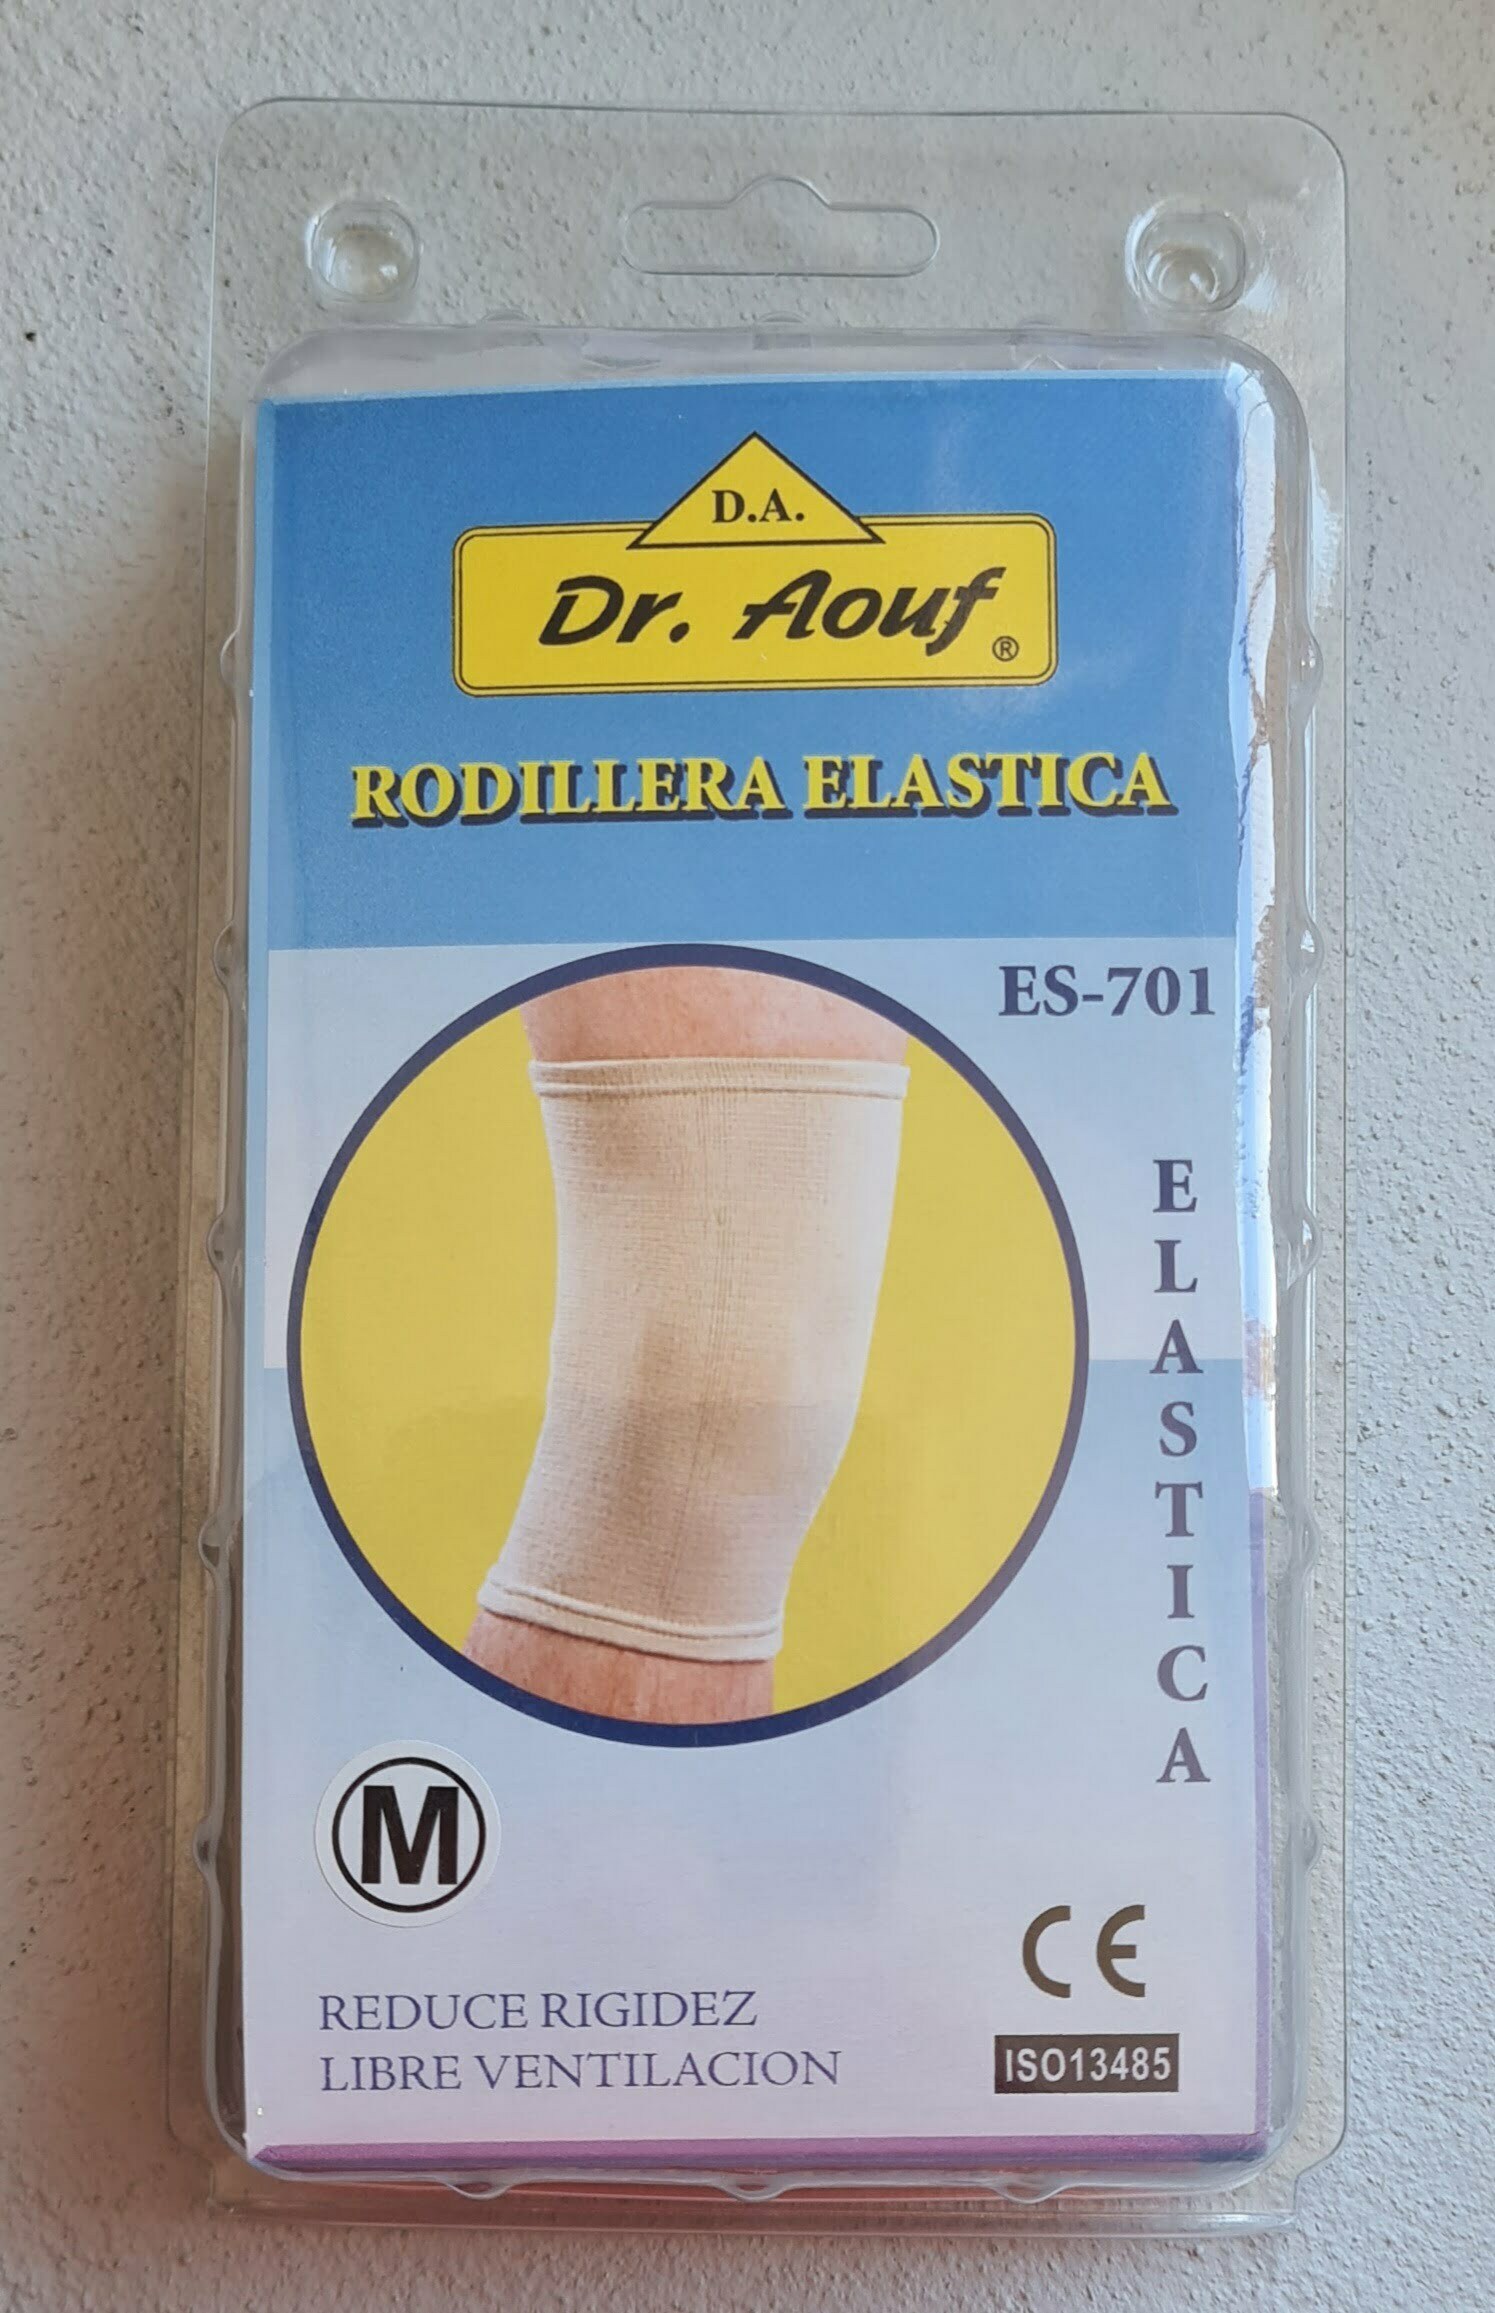 D.A.
Dr. Aouf ®
RODILLERA ELASTICA
ES-701
ELASTICA
M
CE
REDUCE RIGIDEZ
LIBRE VENTILACION
ISO13485